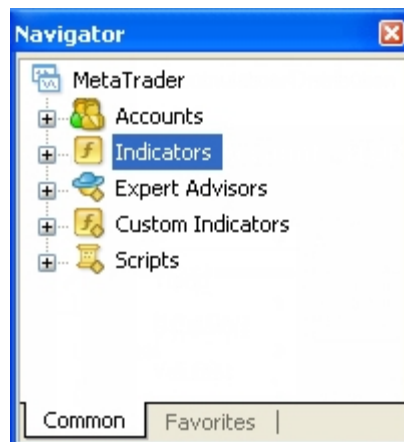 Navigator
MetaTrader
Accounts
Indicators
Expert Advisors
Custom Indicators
Scripts
Common
Favorites